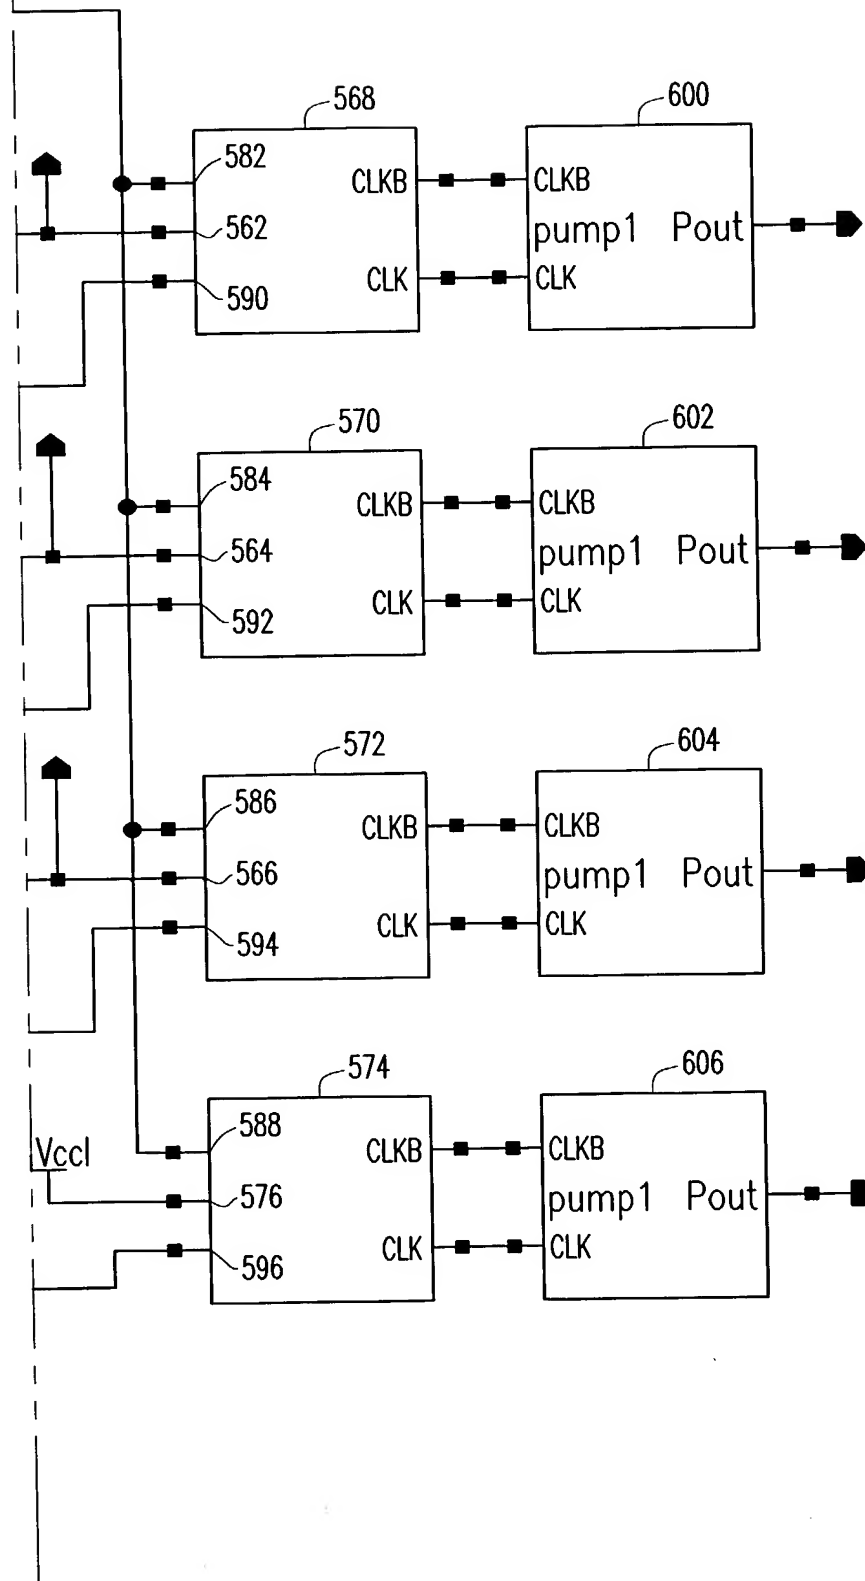 568
600
582
CLKB
CLKB
562
pump1 Pout
590
CLK
CLK
570
602
584
CLKB
CLKB
564
pump1 Pout
592
CLK
CLK
572
604
586
CLKB
CLKB
566
pump1 Pout
594
CLK
CLK
574
606
Vccl
588
CLKB
CLKB
576
pump1 Pout
596
CLK
CLK